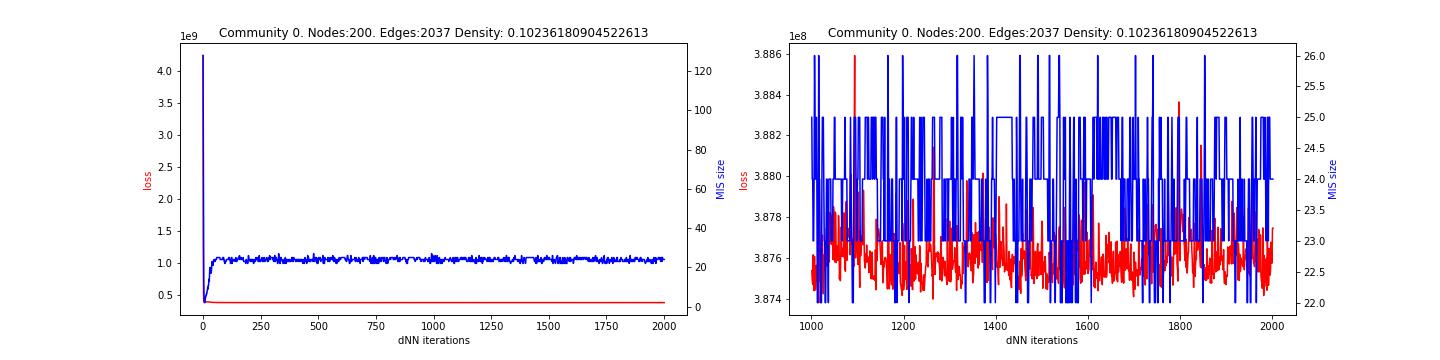 Community 0. Nodes:200. Edges:2037 Density: 0.10236180904522613
1e9
4.0
3.5
3.0
2.5
2.0
1.5
1.0
0.5
loss
120
100
80
60
40
20
0
MIS size
0 250 500 750 1000 1250 1500 1750 2000
dNN iterations
Community 0. Nodes:200. Edges:2037 Density: 0.10236180904522613
1e8
3.886
3.884
3.882
3.880
3.878
3.876
3.874
loss
26.0
25.5
25.0
24.5
24.0
23.5
23.0
22.5
22.0
MIS size
1000 1200 1400 1600 1800 2000
dNN iterations